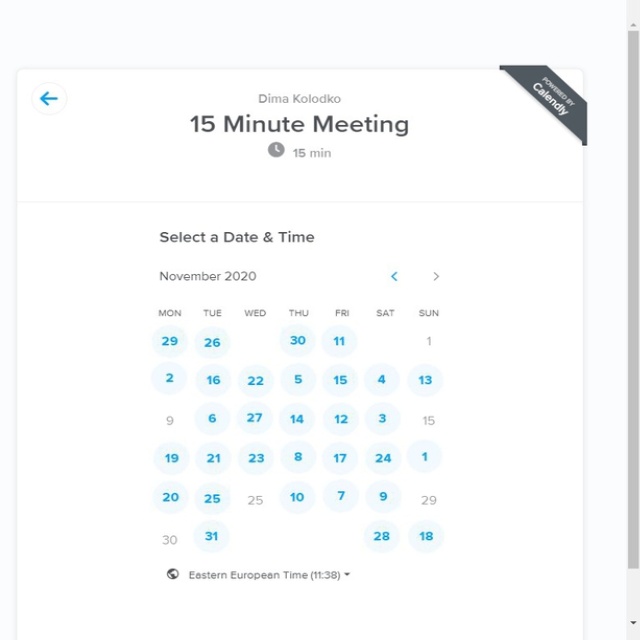 POWERED BY
Calendly
Dima Kolodko
15 Minute Meeting
15 min
Select a Date & Time
November 2020
MON TUE WED THU FRI SAT SUN
29 26 30 11 1
2 16 22 5 15 4 13
9 6 27 14 12 3 15
19 21 23 8 17 24 1
20 25 25 10 7 9 29
30 31 28 18
Eastern European Time (11:38)